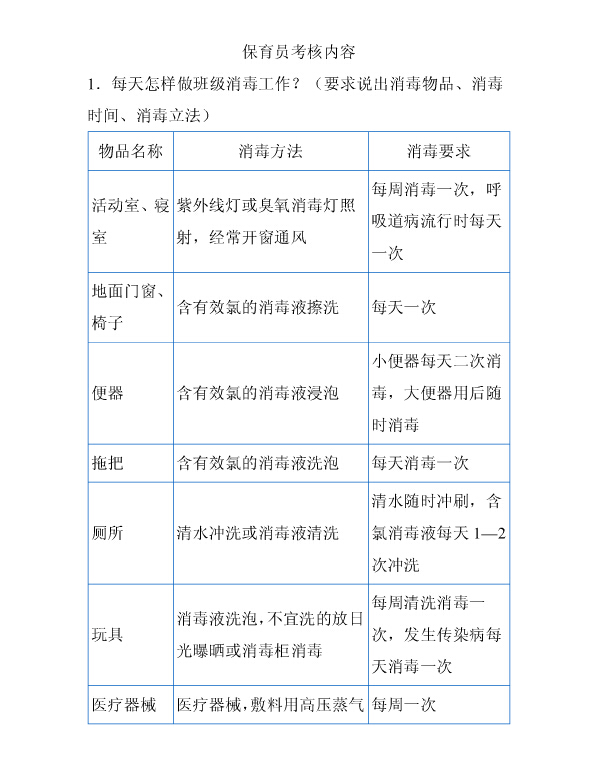 保育员考核内容
1．每天怎样做班级消毒工作？（要求说出消毒物品、消毒
时间、消毒立法）
物品名称 消毒方法 消毒要求
活动室、寝
室
紫外线灯或臭氧消毒灯照
射，经常开窗通风
每周消毒一次，呼
吸道病流行时每天
一次
地面门窗、
椅子
含有效氯的消毒液擦洗
每天一次
便器
含有效氯的消毒液浸泡
小便器每天二次消
毒，大便器用后随
时消毒
拖把
含有效氯的消毒液洗泡
每天消毒一次
厕所
清水冲洗或消毒液清洗
清水随时冲刷，含
氯消毒液每天 1—2
次冲洗
玩具
消毒液洗泡，不宜洗的放日
光曝晒或消毒柜消毒
每周清洗消毒一
次，发生传染病每
天消毒一次
医疗器械
医疗器械，敷料用高压蒸气
每周一次